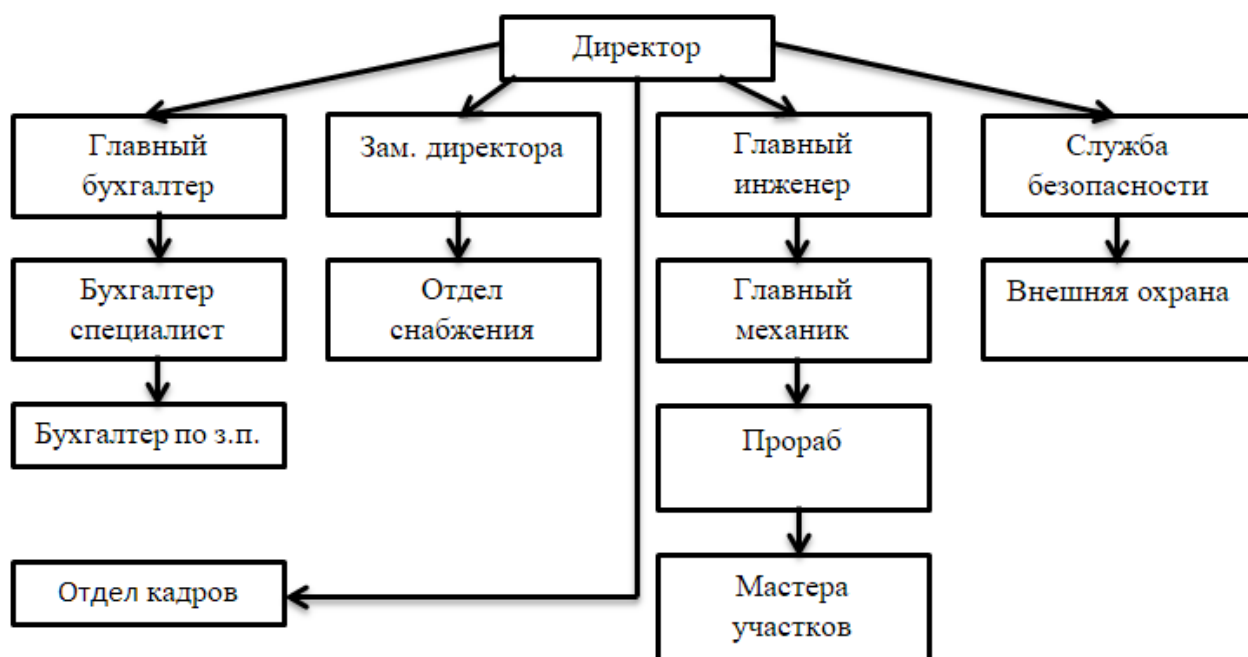 Директор
Главный
бухгалтер
Зам. директора
Главный
инженер
Служба
безопасности
Бухгалтер
специалист
Отдел
снабжения
Главный
механик
Внешняя охрана
Бухгалтер по з.п.
Прораб
Отдел кадров
Мастера
участков